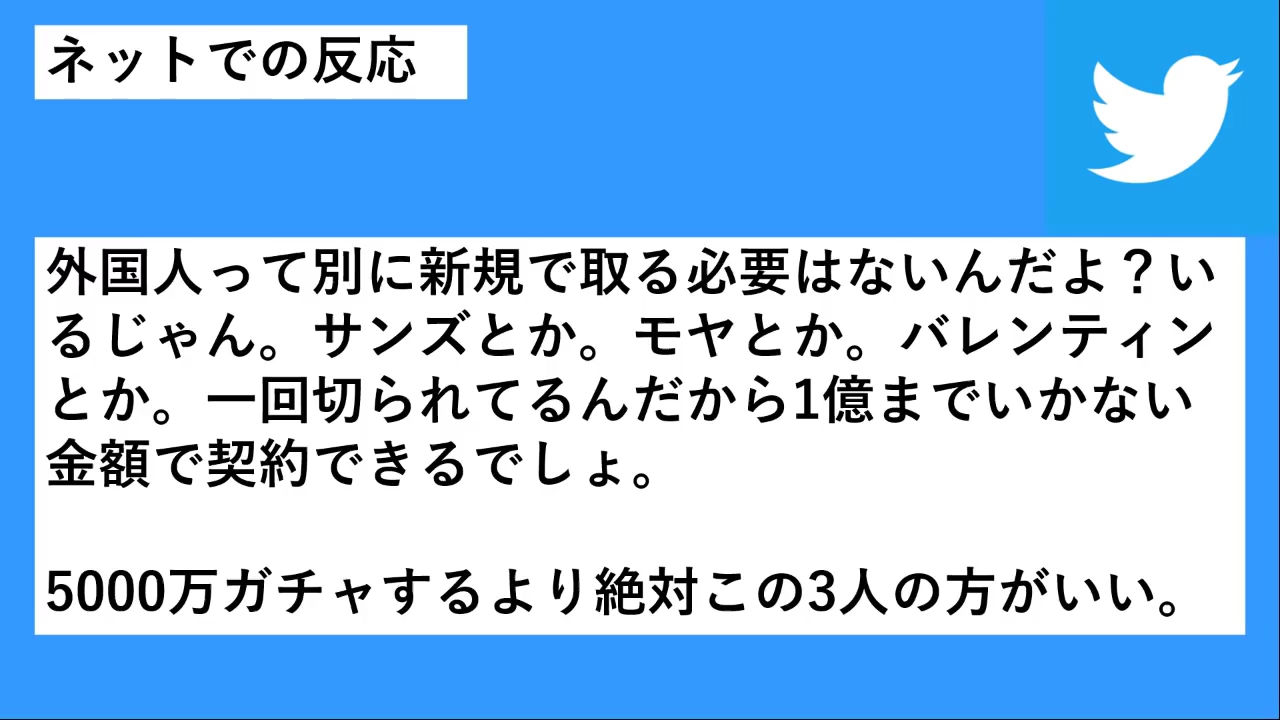 ネットでの反応
外国人って別に新規で取る必要はないんだよ？い
るじゃん。サンズとか。モヤとか。バレンティン
とか。一回切られてるんだから1億までいかない
金額で契約できるでしょ。
5000万ガチャするより絶対この3人の方がいい。